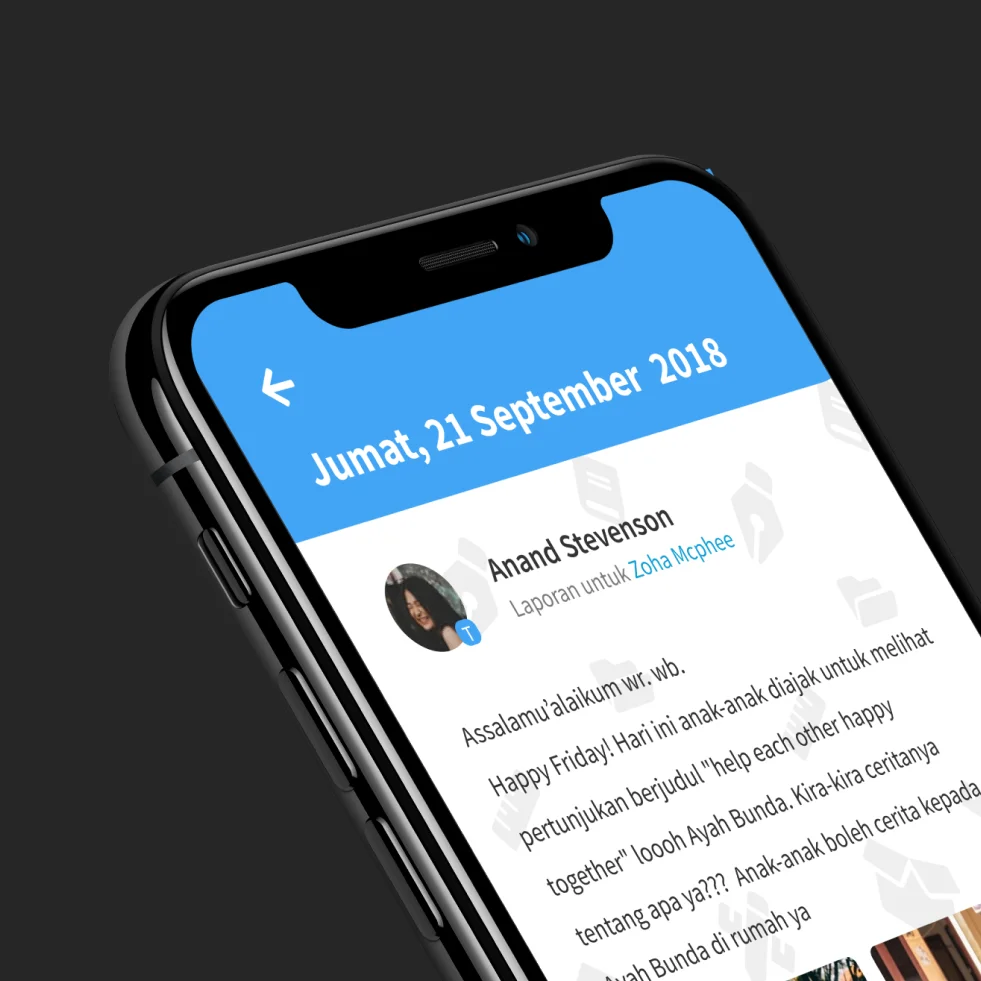 Jumat, 21 September 2018
Anand Stevenson
Laporan untuk Zoha Mcphee
T
Assalamu'alaikum wr. wb.
Happy Friday! Hari ini anak-anak diajak untuk melihat
pertunjukan berjudul "help each other happy
together" loooh Ayah Bunda. Kira-kira ceritanya
tentang apa ya??? Anak-anak boleh cerita kepada
Ayah Bunda di rumah ya